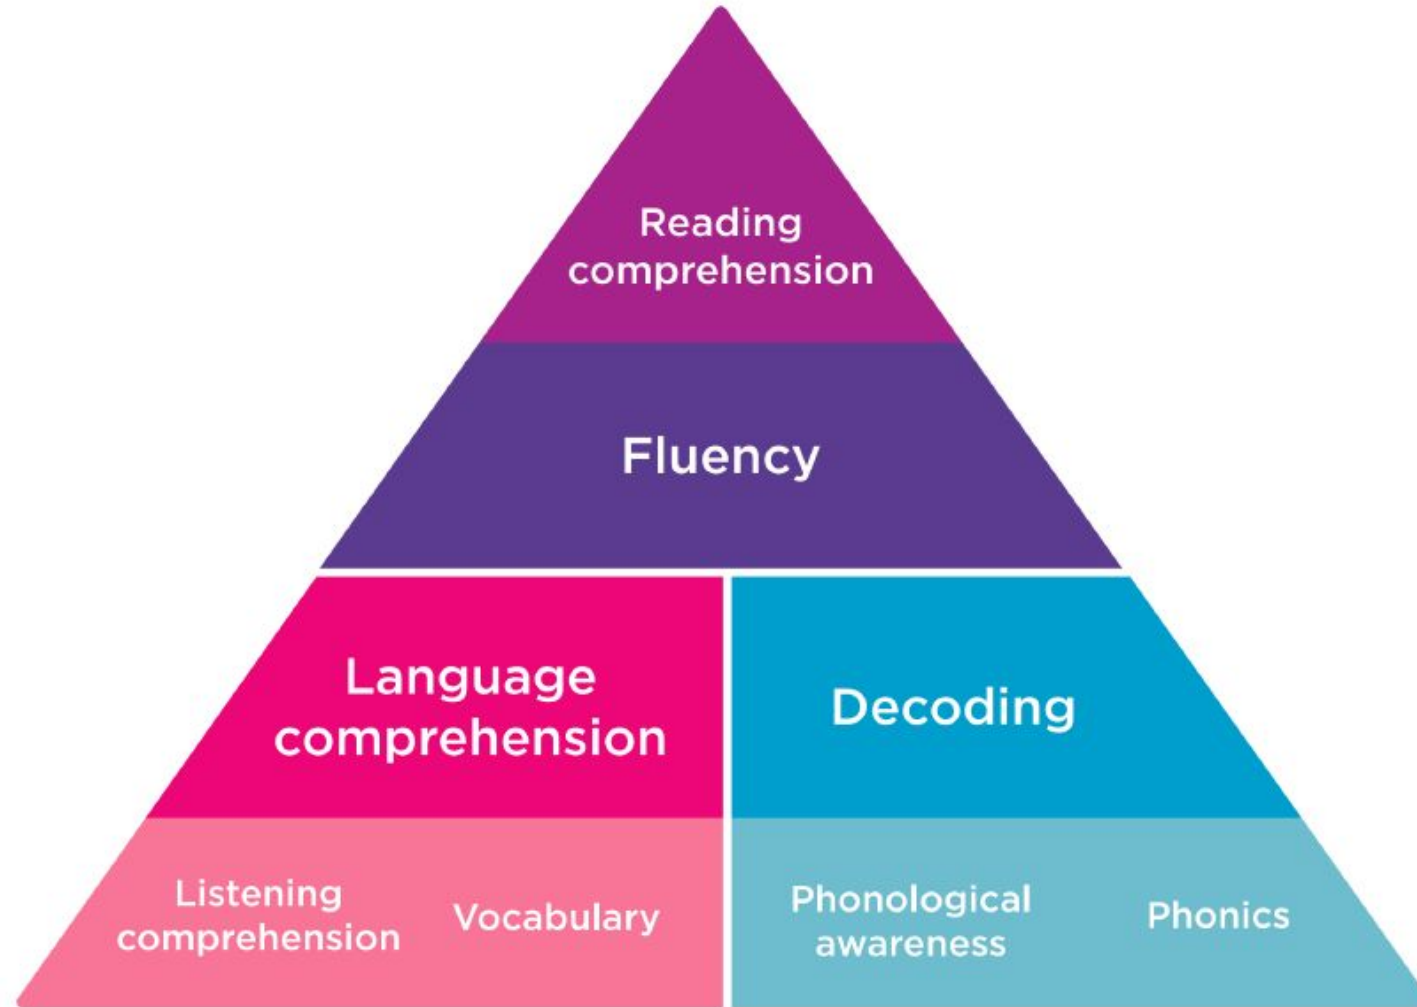 Reading
comprehension
Fluency
Language
comprehension
Decoding
Listening
comprehension
Vocabulary
Phonological
awareness
Phonics